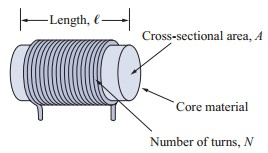 Length, ℓ
Cross-sectional area, A
Core material
Number of turns, N